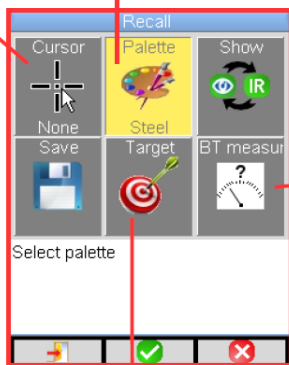 Recall
Cursor Palette Show
IR
None Steel
Save Target BT measur
?
Select palette